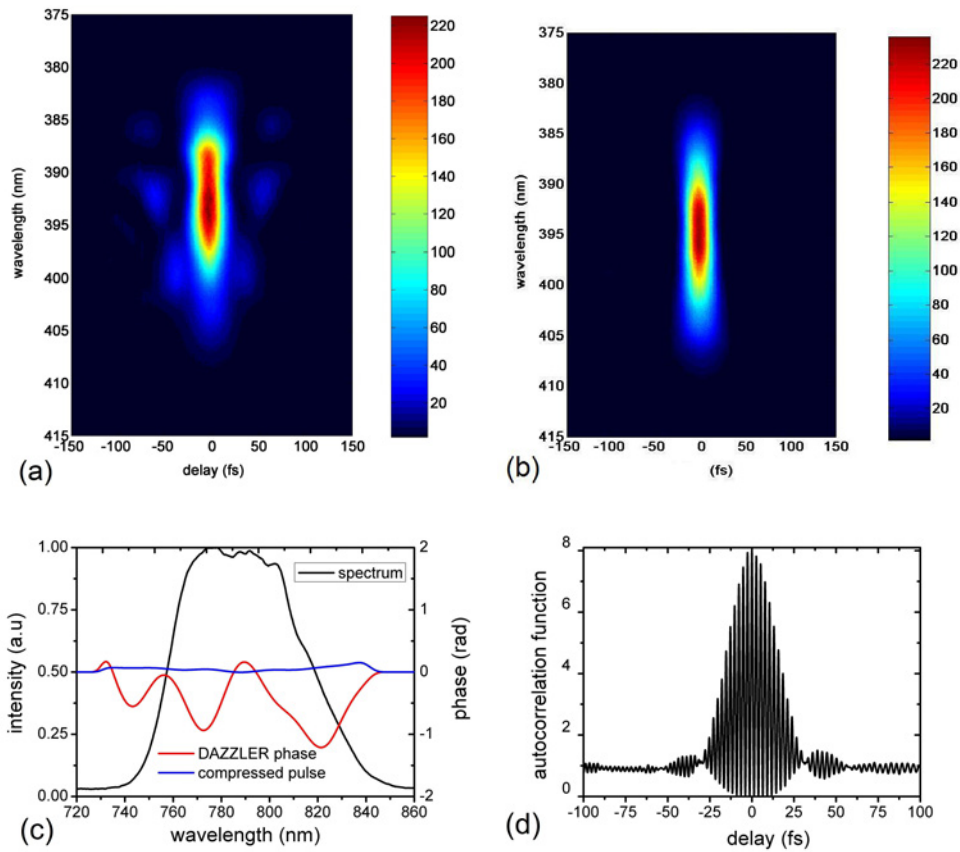 375
380
385
390
395
400
405
410
415
wavelength (nm)
-150 -100 -50 0 50 100 150
delay (fs)
220
200
180
160
140
120
100
80
60
40
20
(a)
375
380
385
390
395
400
405
410
415
wavelength (nm)
-150 -100 -50 0 50 100 150
(fs)
220
200
180
160
140
120
100
80
60
40
20
(b)
1.00
0.75
0.50
0.25
0.00
intensity (a.u)
spectrum
DAZZLER phase
compressed pulse
2
1
0
-1
-2
phase (rad)
720 740 760 780 800 820 840 860
wavelength (nm)
(c)
8
6
4
2
0
autocorrelation function
-100 -75 -50 -25 0 25 50 75 100
delay (fs)
(d)